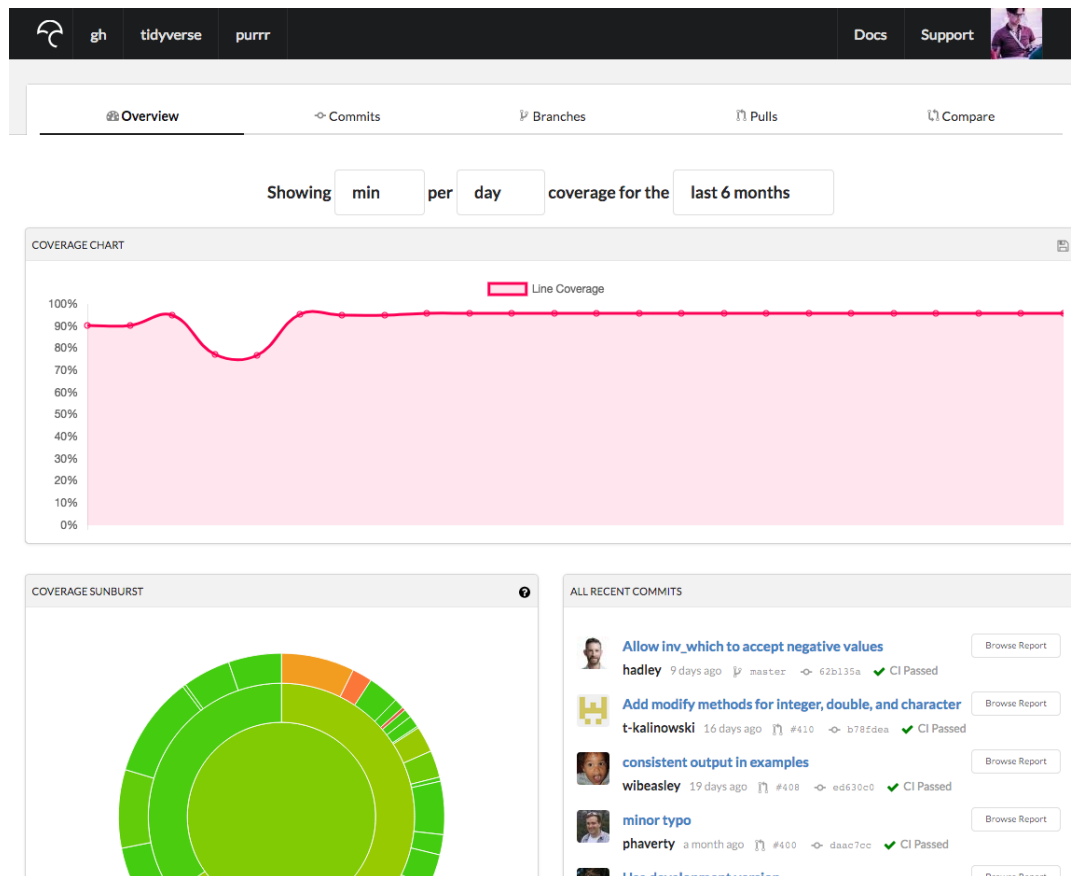 gh tidyverse purrr Docs Support
Overview Commits Branches Pulls Compare
Showing min per day coverage for the last 6 months
COVERAGE CHART
Line Coverage
100%
90%
80%
70%
60%
50%
40%
30%
20%
10%
0%
COVERAGE SUNBURST
ALL RECENT COMMITS
Allow inv_which to accept negative values Browse Report
hadley 9 days ago master 62b135a CI Passed
Add modify methods for integer, double, and character Browse Report
t-kalinowski 16 days ago #410 b78fdea CI Passed
consistent output in examples Browse Report
wibeasley 19 days ago #408 ed630c0 CI Passed
minor typo Browse Report
phaverty a month ago #400 daac7cc CI Passed